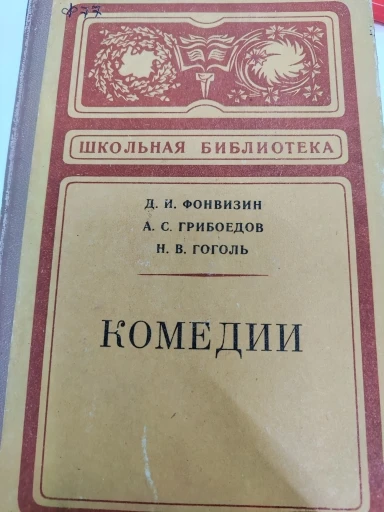 ШКОЛЬНАЯ БИБЛИОТЕКА
Д. И. ФОНВИЗИН
А. С. ГРИБОЕДОВ
Н. В. ГОГОЛЬ
КОМЕДИИ